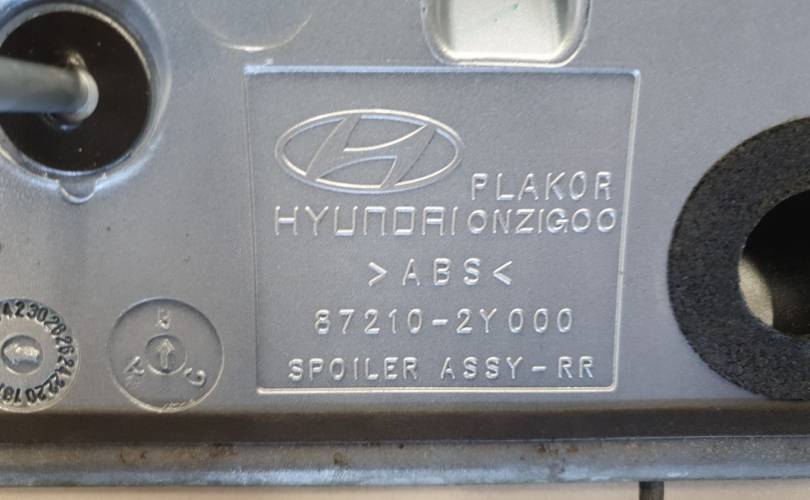 PLAKOR
HYUNDAI ONZIGOO
>ABS<
87210-2Y000
SPOILER ASSY-RR